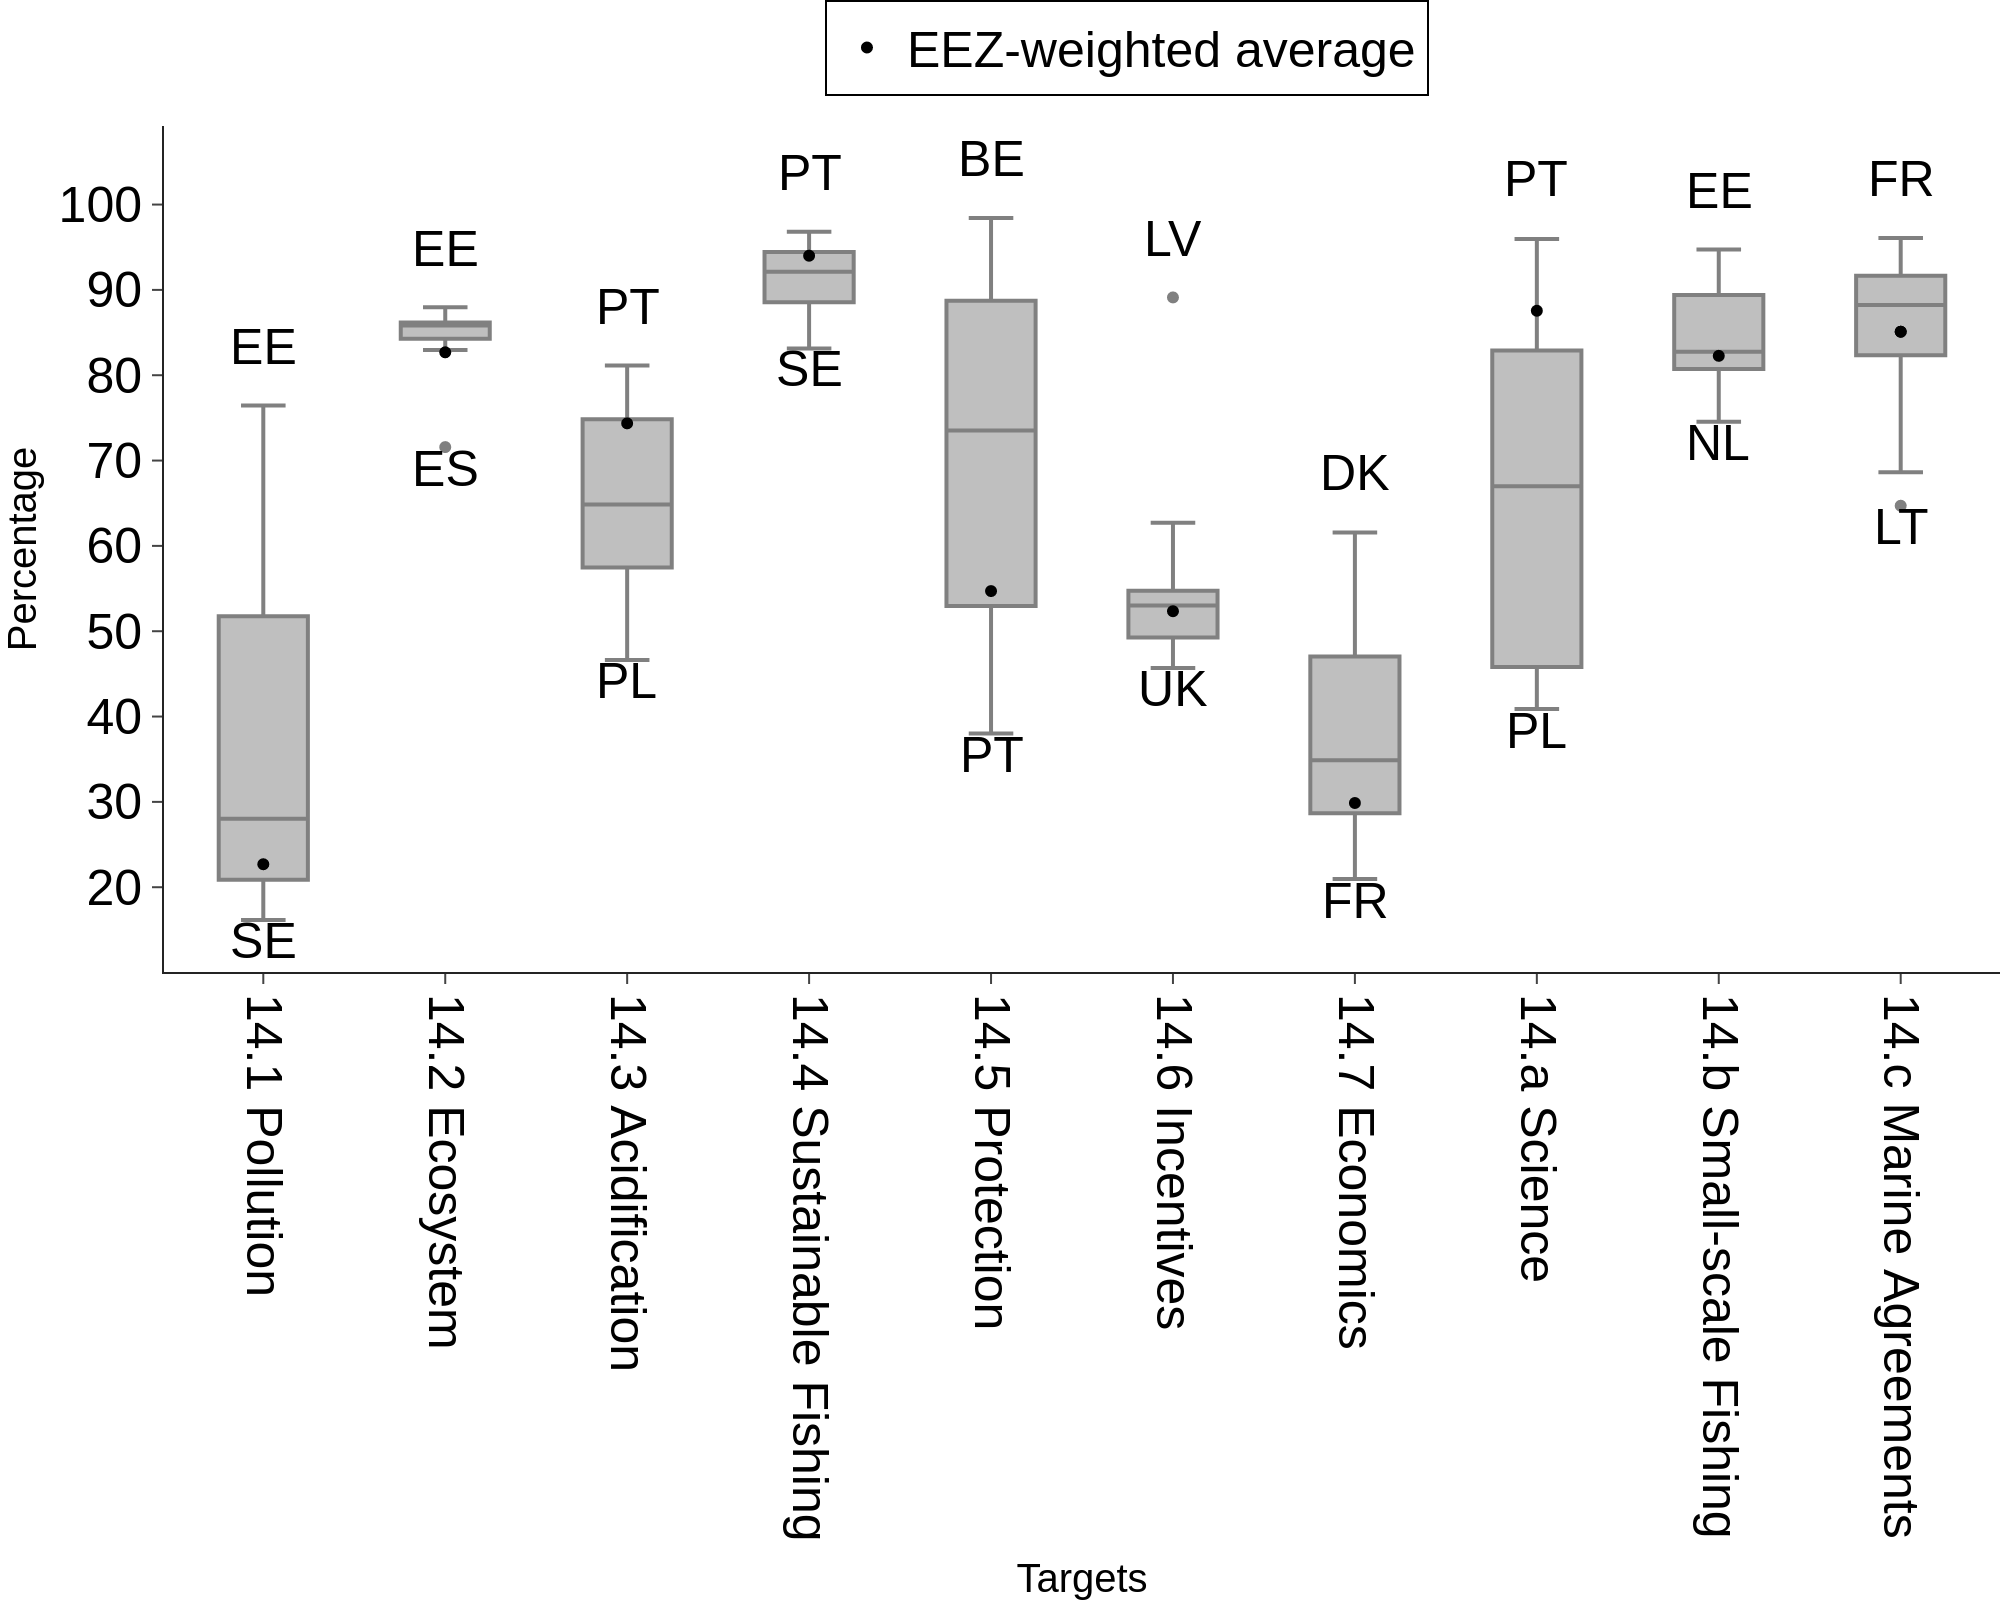 EEZ-weighted average
Percentage
100
90
80
70
60
50
40
30
20
EE
SE
EE
ES
PT
PL
PT
SE
BE
PT
LV
UK
DK
FR
PT
PL
EE
NL
FR
LT
14.1 Pollution
14.2 Ecosystem
14.3 Acidification
14.4 Sustainable Fishing
14.5 Protection
14.6 Incentives
14.7 Economics
14.a Science
14.b Small-scale Fishing
14.c Marine Agreements
Targets